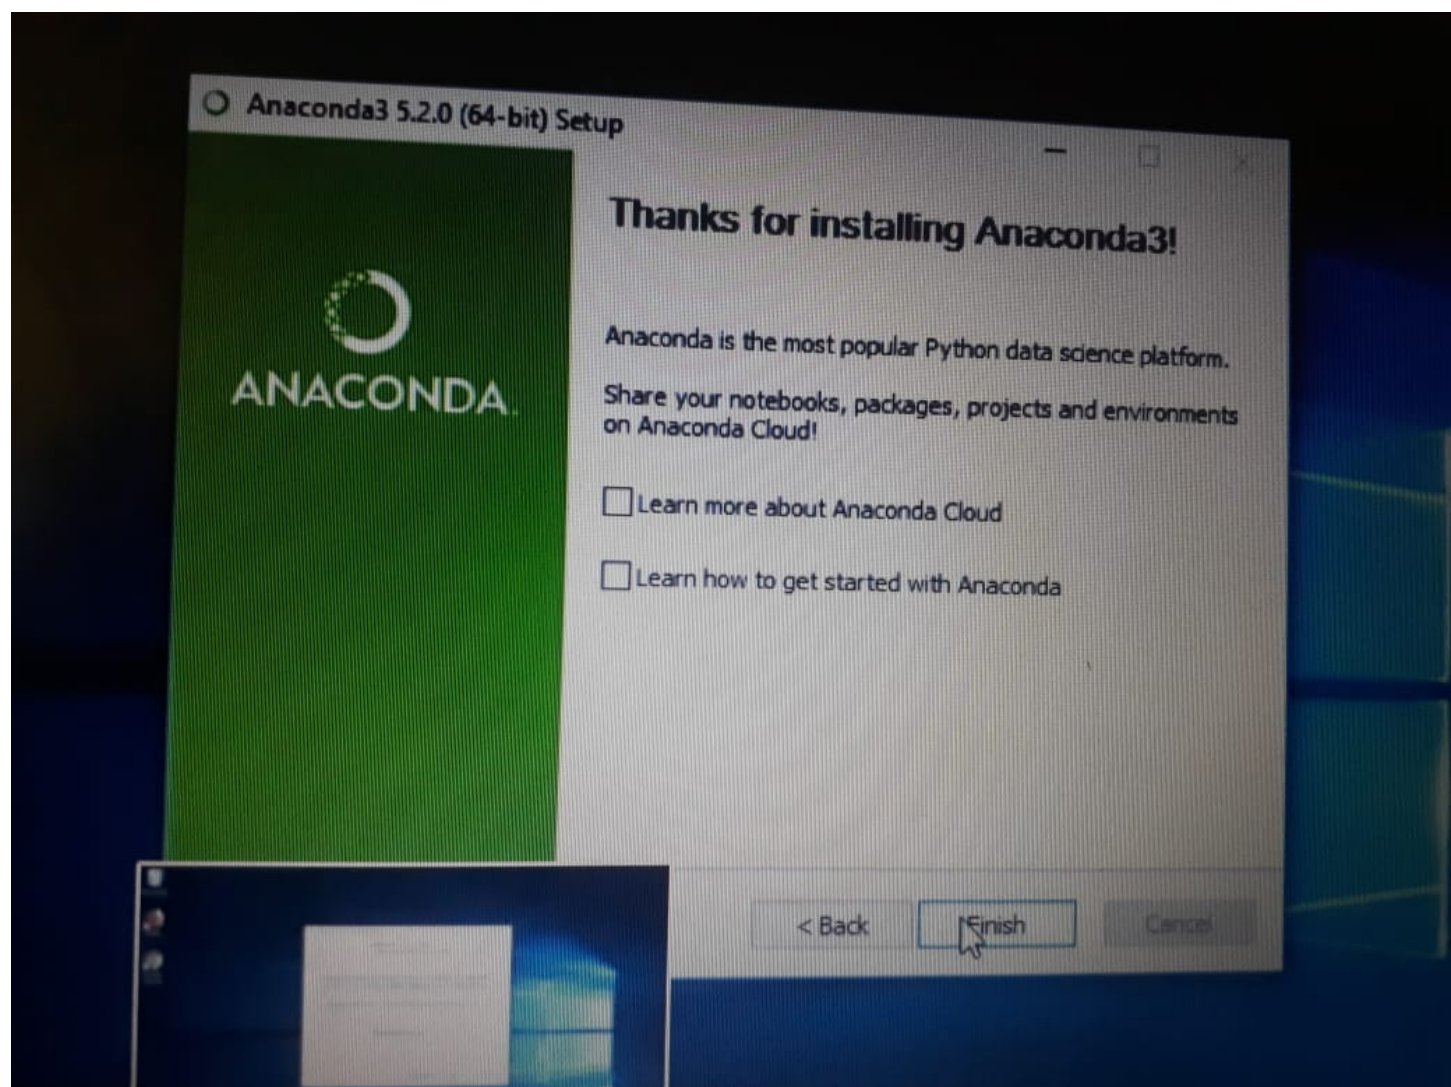 Anaconda3 5.2.0 (64-bit) Setup
ANACONDA.
Thanks for installing Anaconda3!
Anaconda is the most popular Python data science platform.
Share your notebooks, packages, projects and environments
on Anaconda Cloud!
Learn more about Anaconda Cloud
Learn how to get started with Anaconda
< Back
Finish
Cancel